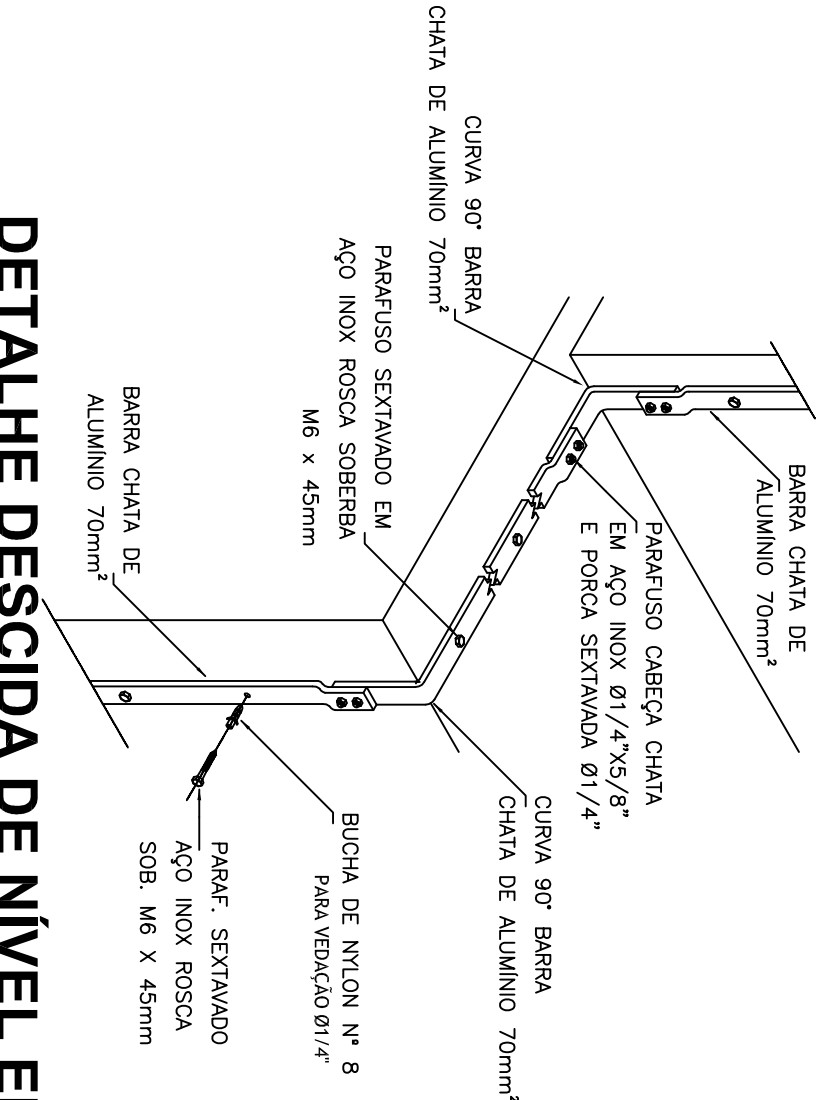 CURVA 90° BARRA
CHATA DE ALUMÍNIO 70mm²
PARAFUSO SEXTAVADO EM
AÇO INOX ROSCA SOBERBA
M6 x 45mm
BARRA CHATA DE
ALUMÍNIO 70mm²
BARRA CHATA DE
ALUMÍNIO 70mm²
PARAFUSO CABEÇA CHATA
EM AÇO INOX Ø1/4"X5/8"
E PORCA SEXTAVADA Ø1/4"
CURVA 90° BARRA
CHATA DE ALUMÍNIO 70mm²
BUCHA DE NYLON N° 8
PARA VEDAÇÃO Ø1/4"
PARAF. SEXTAVADO
AÇO INOX ROSCA
SOB. M6 X 45mm
DETALHE DESCIDA DE NÍVEL